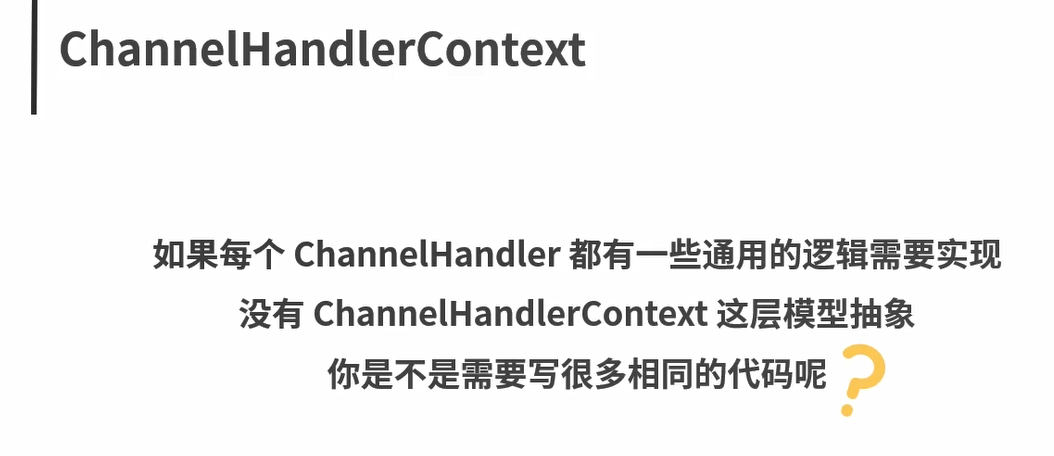 ChannelHandlerContext
如果每个 ChannelHandler 都有一些通用的逻辑需要实现
没有 ChannelHandlerContext 这层模型抽象
你是不是需要写很多相同的代码呢?